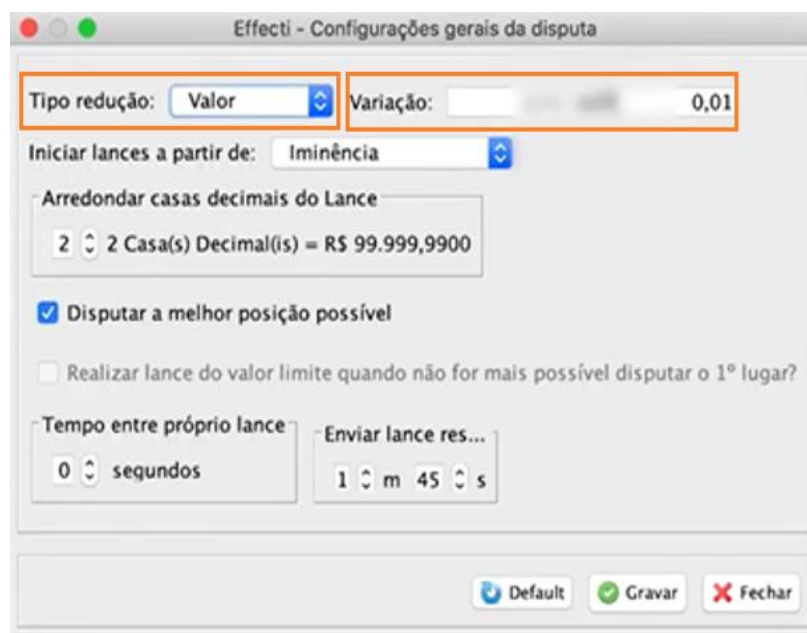 Effecti - Configurações gerais da disputa
Tipo redução: Valor Variação: 0,01
Iniciar lances a partir de: Iminência
Arredondar casas decimais do Lance
2 2 Casa(s) Decimal(is) = R$ 99.999,9900
Disputar a melhor posição possível
Realizar lance do valor limite quando não for mais possível disputar o 1º lugar?
Tempo entre próprio lance Enviar lance res...
0 segundos 1 m 45 s
Default Gravar Fechar